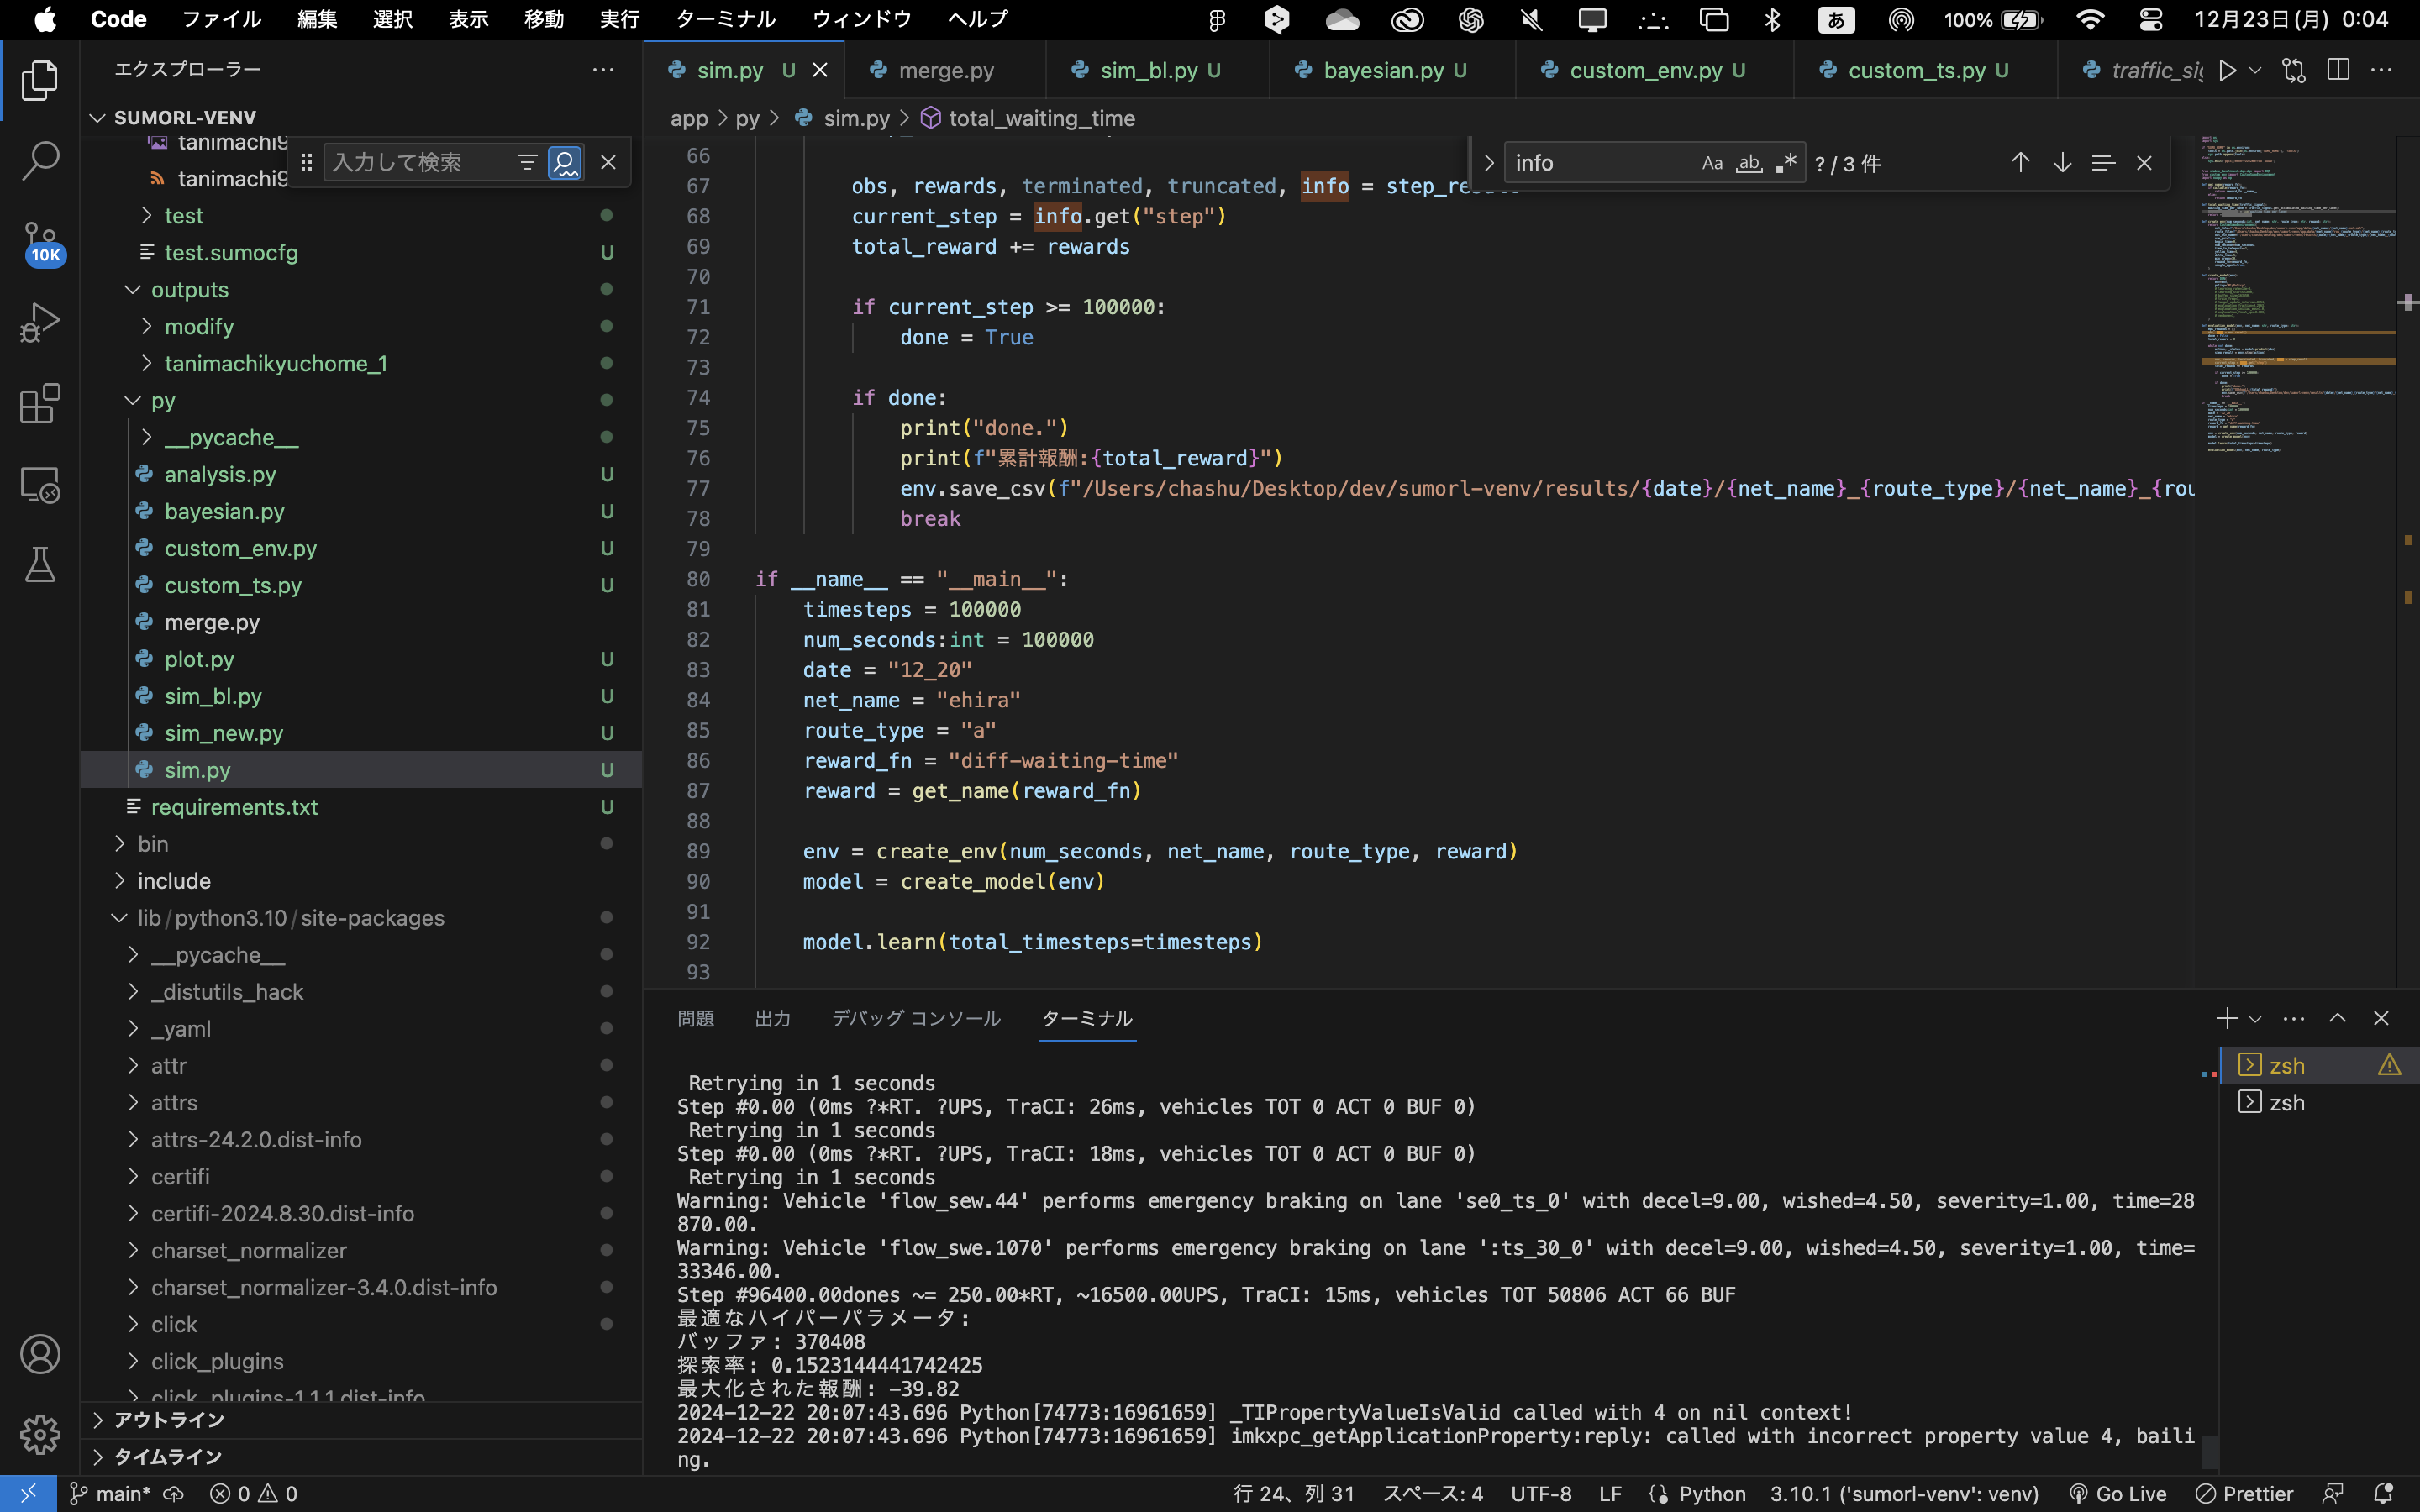 Code ファイル 編集 選択 表示 移動 実行 ターミナル ウィンドウ ヘルプ あ 100% 12月23日(月) 0:04
エクスプローラー
sim.py U
merge.py
sim_bl.py U
bayesian.py U
custom_env.py U
custom_ts.py U
traffic_sig
SUMORL-VENV
app > py > sim.py > total_waiting_time
tanimachi9
入力して検索
tanimachi9
test
test.sumocfg U
outputs
modify
tanimachikyuchome_1
py
__pycache__
analysis.py U
bayesian.py U
custom_env.py U
custom_ts.py U
merge.py
plot.py U
sim_bl.py U
sim_new.py U
sim.py U
requirements.txt U
bin
include
lib/python3.10/site-packages
__pycache__
_distutils_hack
_yaml
attr
attrs
attrs-24.2.0.dist-info
certifi
certifi-2024.8.30.dist-info
charset_normalizer
charset_normalizer-3.4.0.dist-info
click
click_plugins
click_plugins-1.1.1.dist-info
アウトライン
タイムライン
10K
info Aa ab ? / 3 件
66
67 obs, rewards, terminated, truncated, info = step_result
68 current_step = info.get("step")
69 total_reward += rewards
70
71 if current_step >= 100000:
72 done = True
73
74 if done:
75 print("done.")
76 print(f"累計報酬:{total_reward}")
77 env.save_csv(f"/Users/chashu/Desktop/dev/sumorl-venv/results/{date}/{net_name}_{route_type}/{net_name}_{rou
78 break
79
80 if __name__ == "__main__":
81 timesteps = 100000
82 num_seconds:int = 100000
83 date = "12_20"
84 net_name = "ehira"
85 route_type = "a"
86 reward_fn = "diff-waiting-time"
87 reward = get_name(reward_fn)
88
89 env = create_env(num_seconds, net_name, route_type, reward)
90 model = create_model(env)
91
92 model.learn(total_timesteps=timesteps)
93
問題 出力 デバッグ コンソール ターミナル
zsh
zsh
Retrying in 1 seconds
Step #0.00 (0ms ?*RT. ?UPS, TraCI: 26ms, vehicles TOT 0 ACT 0 BUF 0)
Retrying in 1 seconds
Step #0.00 (0ms ?*RT. ?UPS, TraCI: 18ms, vehicles TOT 0 ACT 0 BUF 0)
Retrying in 1 seconds
Warning: Vehicle 'flow_sew.44' performs emergency braking on lane 'se0_ts_0' with decel=9.00, wished=4.50, severity=1.00, time=28
870.00.
Warning: Vehicle 'flow_swe.1070' performs emergency braking on lane ':ts_30_0' with decel=9.00, wished=4.50, severity=1.00, time=
33346.00.
Step #96400.00dones ~= 250.00*RT, ~16500.00UPS, TraCI: 15ms, vehicles TOT 50806 ACT 66 BUF
最適なハイパーパラメータ:
バッファ: 370408
探索率: 0.1523144441742425
最大化された報酬: -39.82
2024-12-22 20:07:43.696 Python[74773:16961659] _TIPropertyValueIsValid called with 4 on nil context!
2024-12-22 20:07:43.696 Python[74773:16961659] imkxpc_getApplicationProperty:reply: called with incorrect property value 4, baili
ng.
main* 0 0 行 24、列 31 スペース: 4 UTF-8 LF Python 3.10.1 ('sumorl-venv': venv) Go Live Prettier